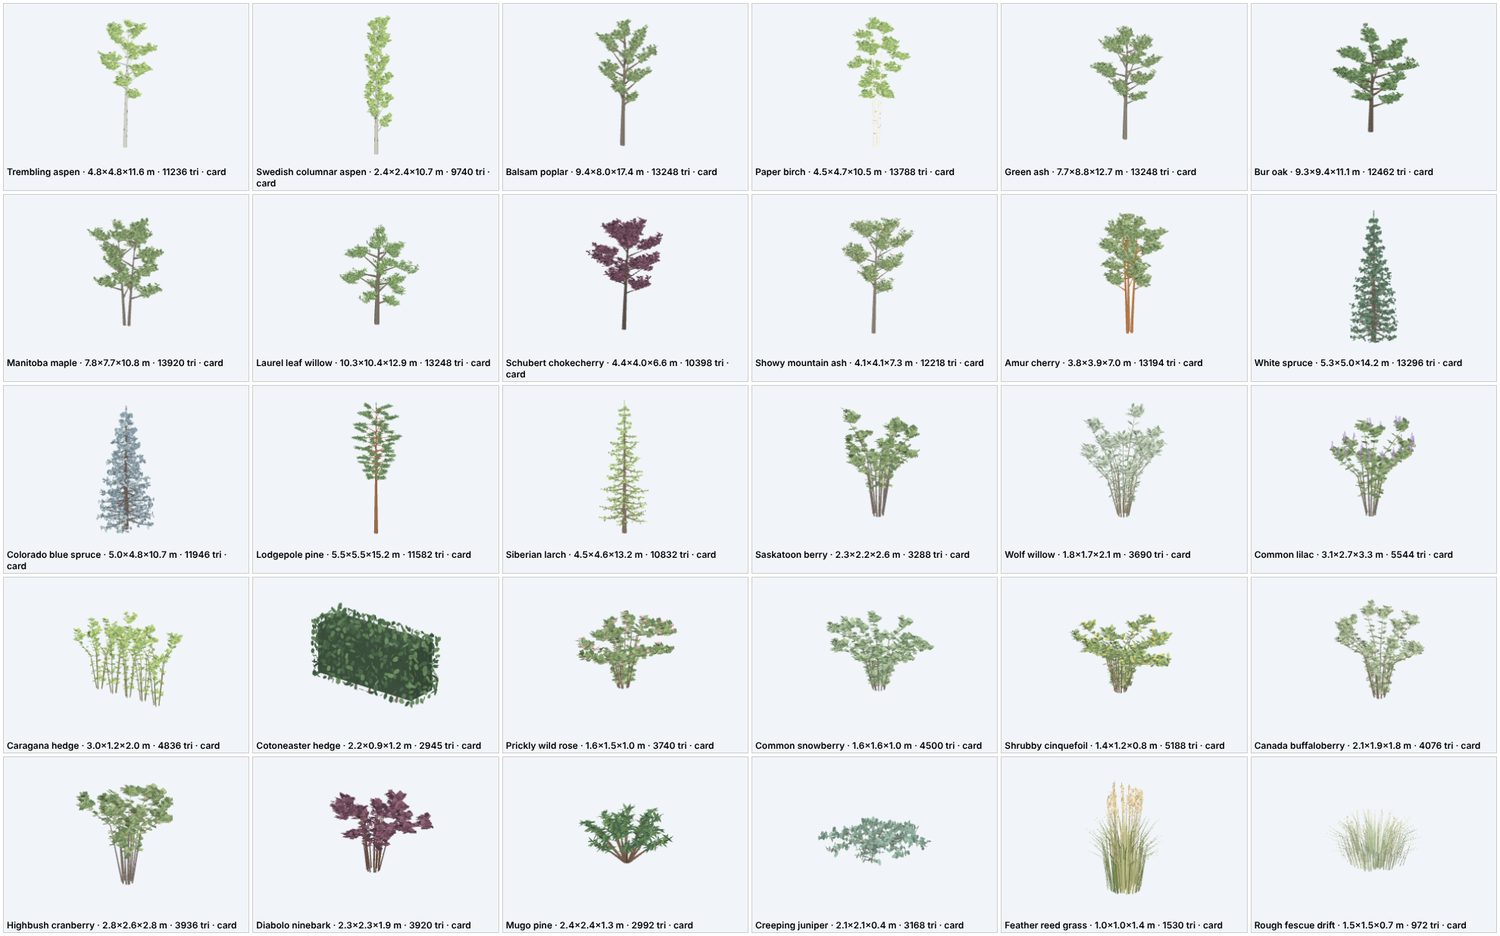 Trembling aspen · 4.8×4.8×11.6 m · 11236 tri · card
Swedish columnar aspen · 2.4×2.4×10.7 m · 9740 tri ·
card
Balsam poplar · 9.4×8.0×17.4 m · 13248 tri · card
Paper birch · 4.5×4.7×10.5 m · 13788 tri · card
Green ash · 7.7×8.8×12.7 m · 13248 tri · card
Bur oak · 9.3×9.4×11.1 m · 12462 tri · card
Manitoba maple · 7.8×7.7×10.8 m · 13920 tri · card
Laurel leaf willow · 10.3×10.4×12.9 m · 13248 tri · card
Schubert chokecherry · 4.4×4.0×6.6 m · 10398 tri ·
card
Showy mountain ash · 4.1×4.1×7.3 m · 12218 tri · card
Amur cherry · 3.8×3.9×7.0 m · 13194 tri · card
White spruce · 5.3×5.0×14.2 m · 13296 tri · card
Colorado blue spruce · 5.0×4.8×10.7 m · 11946 tri ·
card
Lodgepole pine · 5.5×5.5×15.2 m · 11582 tri · card
Siberian larch · 4.5×4.6×13.2 m · 10832 tri · card
Saskatoon berry · 2.3×2.2×2.6 m · 3288 tri · card
Wolf willow · 1.8×1.7×2.1 m · 3690 tri · card
Common lilac · 3.1×2.7×3.3 m · 5544 tri · card
Caragana hedge · 3.0×1.2×2.0 m · 4836 tri · card
Cotoneaster hedge · 2.2×0.9×1.2 m · 2945 tri · card
Prickly wild rose · 1.6×1.5×1.0 m · 3740 tri · card
Common snowberry · 1.6×1.6×1.0 m · 4500 tri · card
Shrubby cinquefoil · 1.4×1.2×0.8 m · 5188 tri · card
Canada buffaloberry · 2.1×1.9×1.8 m · 4076 tri · card
Highbush cranberry · 2.8×2.6×2.8 m · 3936 tri · card
Diabolo ninebark · 2.3×2.3×1.9 m · 3920 tri · card
Mugo pine · 2.4×2.4×1.3 m · 2992 tri · card
Creeping juniper · 2.1×2.1×0.4 m · 3168 tri · card
Feather reed grass · 1.0×1.0×1.4 m · 1530 tri · card
Rough fescue drift · 1.5×1.5×0.7 m · 972 tri · card